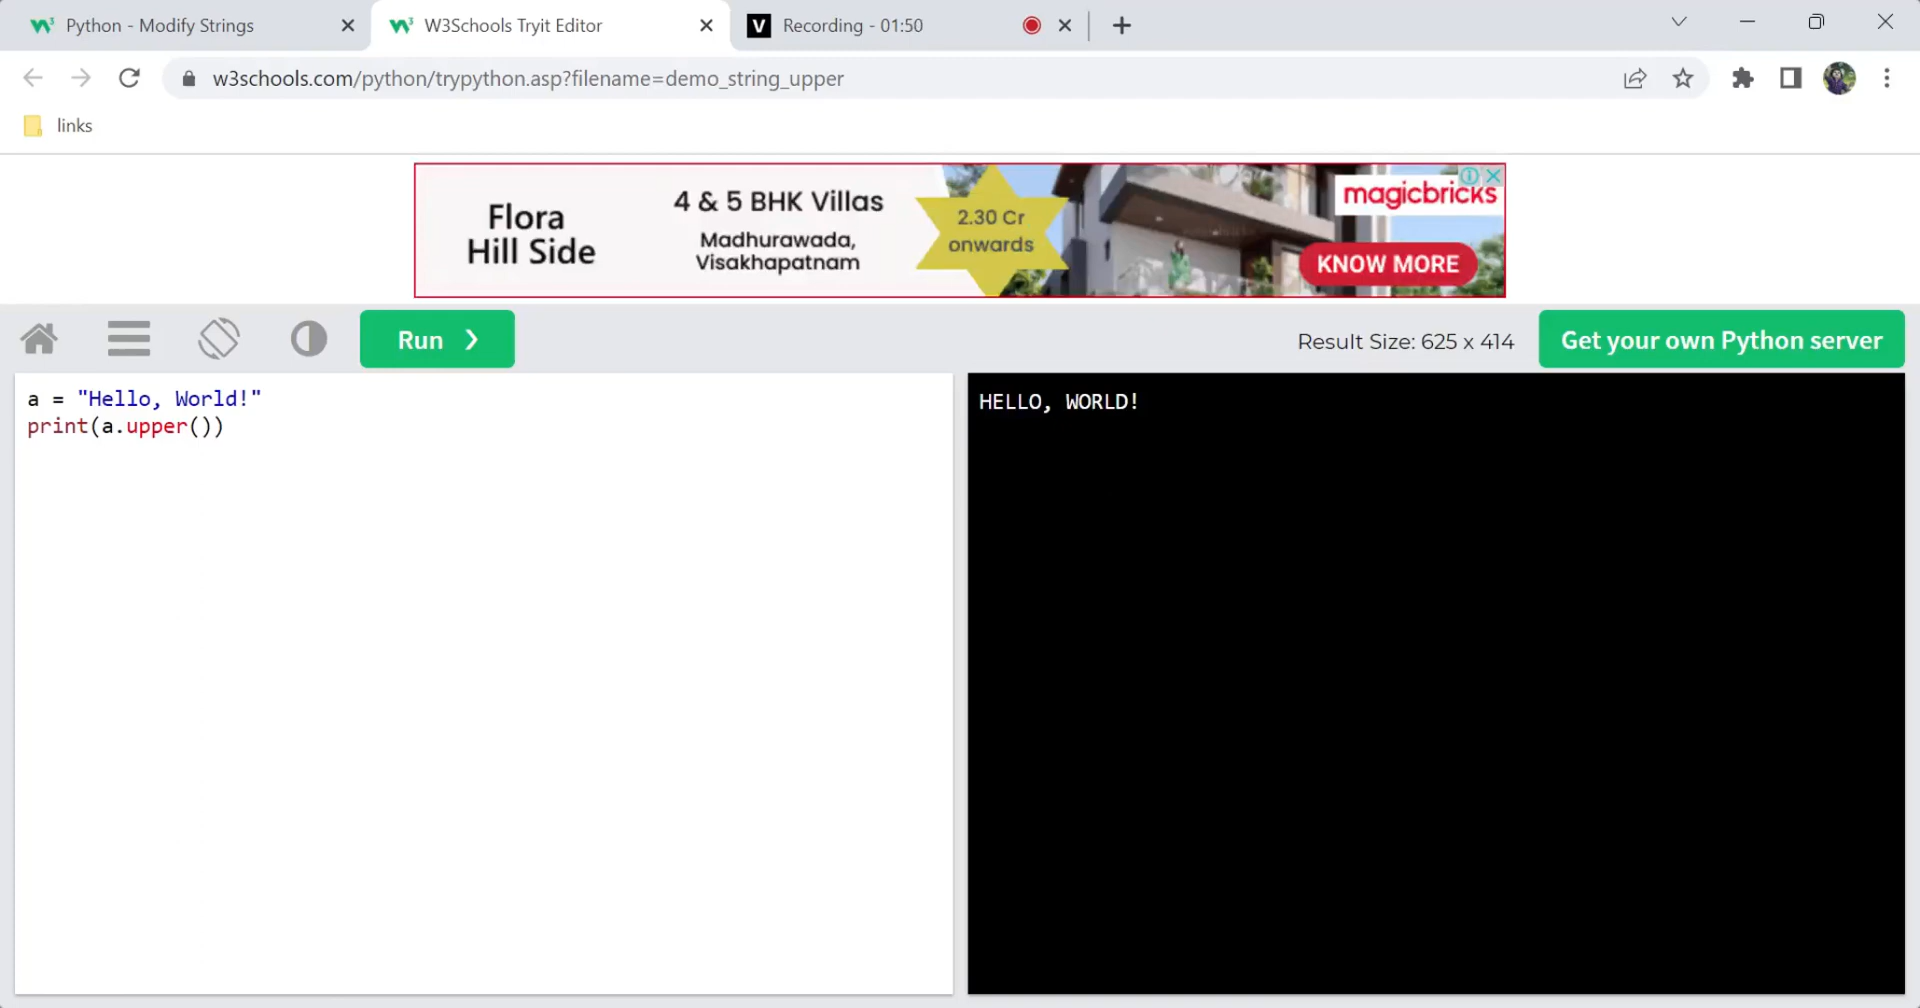 Python - Modify Strings
W3Schools Tryit Editor
V
Recording - 01:50
w3schools.com/python/trypython.asp?filename=demo_string_upper
links
Flora
Hill Side
4 & 5 BHK Villas
Madhurawada,
Visakhapatnam
2.30 Cr
onwards
magicbricks
KNOW MORE
Run ❯
Result Size: 625 x 414
Get your own Python server
a = "Hello, World!"
print(a.upper())
HELLO, WORLD!